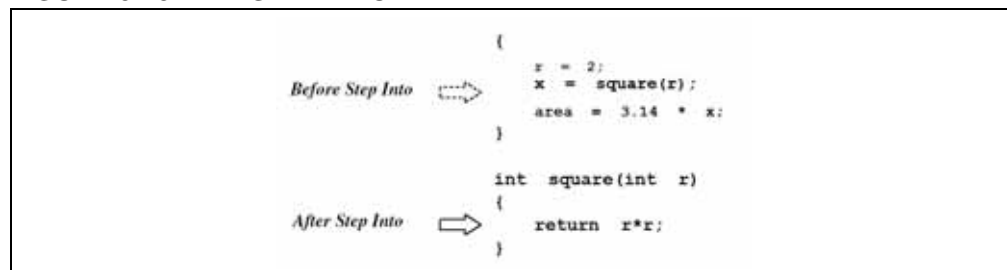 {
r = 2;
Before Step Into x = square(r);
area = 3.14 * x;
}
int square(int r)
{
After Step Into return r*r;
}